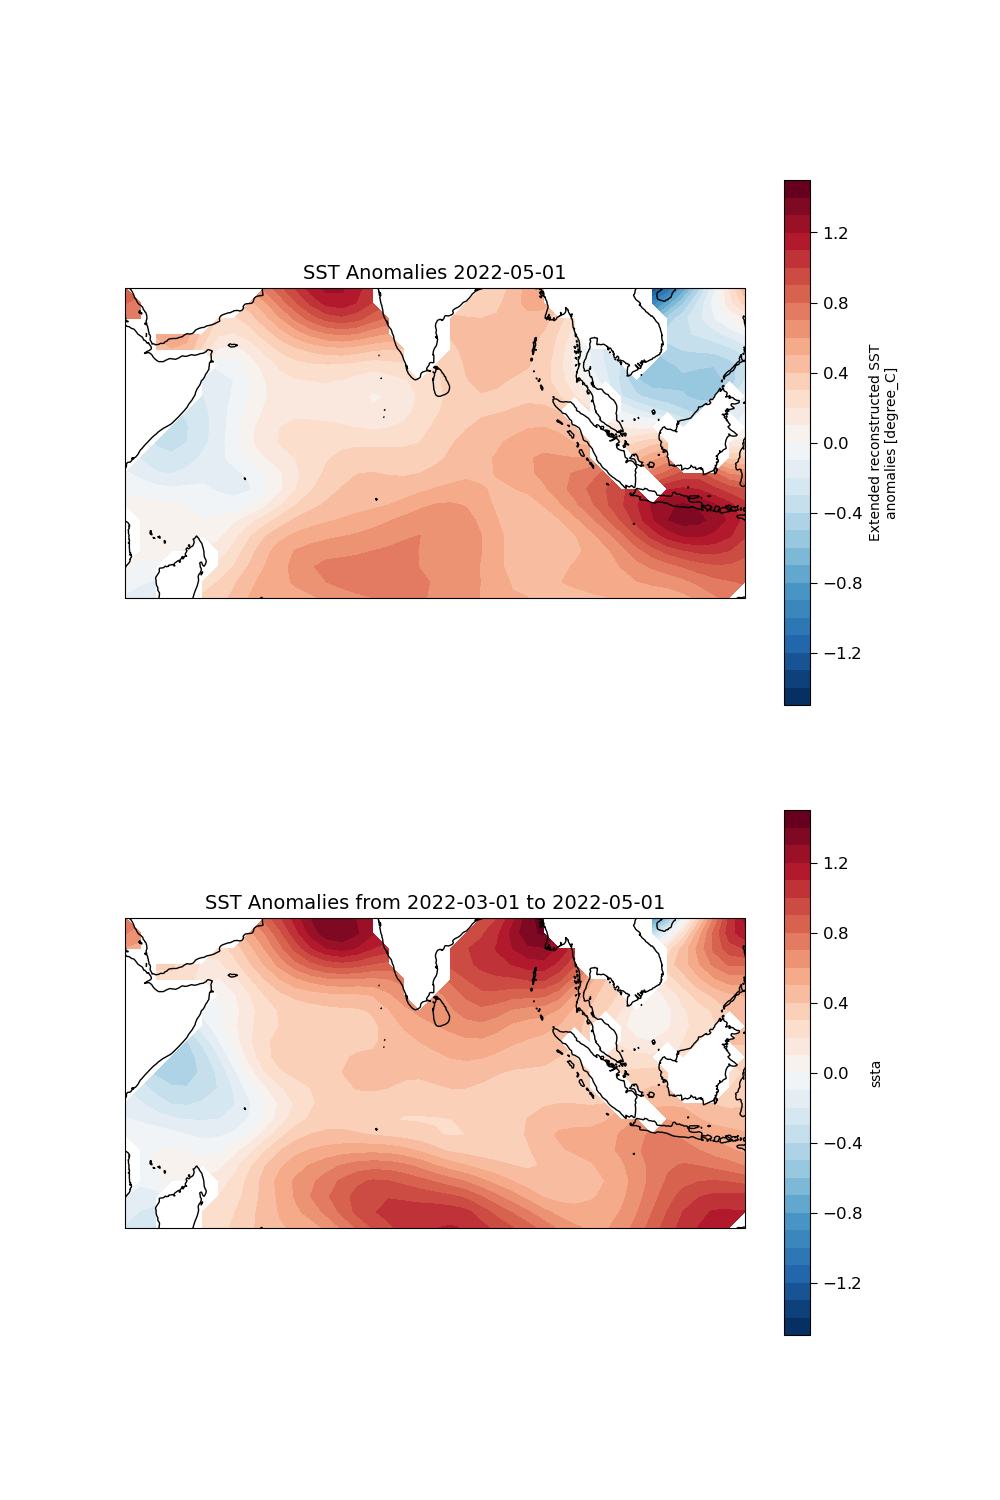 SST Anomalies 2022-05-01
1.2
0.8
0.4
0.0
−0.4
−0.8
−1.2
Extended reconstructed SST
anomalies [degree_C]
SST Anomalies from 2022-03-01 to 2022-05-01
1.2
0.8
0.4
0.0
−0.4
−0.8
−1.2
ssta